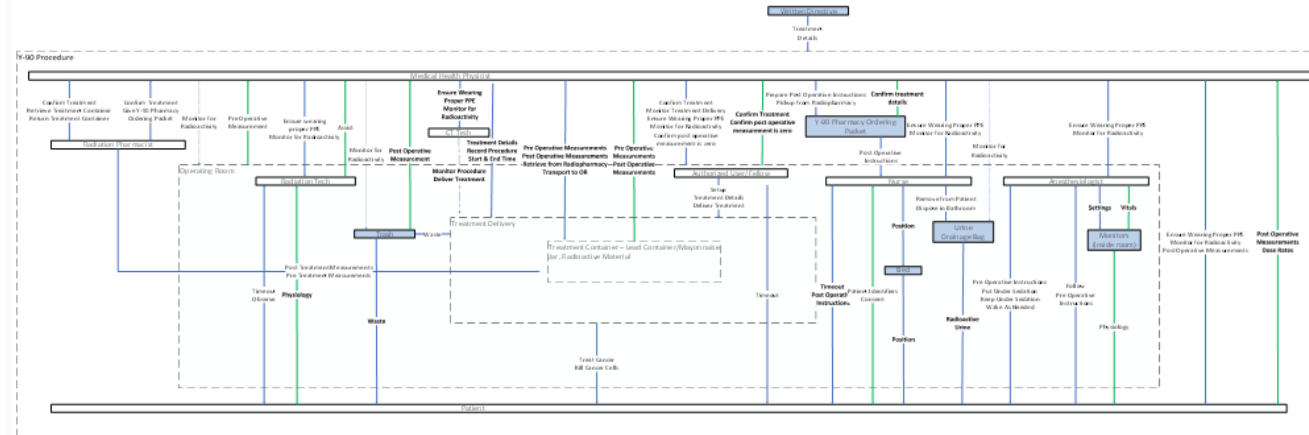 Written Directive
Treatment
Details
Y-90 Procedure
Medical Health Physicist
Confirm Treatment
Retrieve Treatment Container
Return Treatment Container
Confirm Treatment
Give Y-90 Pharmacy
Ordering Packet
Monitor for
Radioactivity
Pre Operative
Measurement
Ensure wearing
proper PPE
Monitor for Radioactivity
Assist
Monitor for
Radioactivity
Post Operative
Measurement
Ensure Wearing
Proper PPE
Monitor for
Radioactivity
CT Tech
Treatment Details
Record Procedure
Start & End Time
Monitor Procedure
Deliver Treatment
Pre Operative Measurements
Post Operative Measurements
Retrieve from Radiopharmacy
Transport to OR
Pre Operative
Measurements
Post Operative
Measurements
Confirm Treatment
Monitor Treatment Delivery
Ensure Wearing Proper PPE
Monitor for Radioactivity
Confirm post operative
measurement is zero
Confirm Treatment
Confirm post operative
measurement is zero
Prepare Post Operative Instructions
Pickup from Radiopharmacy
Confirm treatment
details
Y-90 Pharmacy Ordering
Packet
Post Operative
Instructions
Ensure Wearing Proper PPE
Monitor for Radioactivity
Monitor for
Radioactivity
Ensure Wearing Proper PPE
Monitor for Radioactivity
Radiation Pharmacist
Operating Room
Radiation Tech
Authorized User/Fellow
Nurse
Anesthesiologist
Setup
Treatment Details
Deliver Treatment
Remove from Patient
Dispose in Bathroom
Settings
Vitals
Treatment Delivery
Trash
Waste
Position
Urine
Drainage Bag
Monitors
(inside room)
Ensure Wearing Proper PPE
Monitor for Radioactivity
Post Operative Measurements
Post Operative
Measurements
Dose Rates
Treatment Container – Lead Container/Mayonnaise
Jar, Radioactive Material
Post Treatment Measurements
Pre Treatment Measurements
Bed
Timeout
Observe
Physiology
Timeout
Timeout
Post Operati
Instructions
Patient Identifiers
Consent
Pre Operative Instructions
Put Under Sedation
Keep Under Sedation
Wake As Needed
Follow
Pre Operative
Instructions
Waste
Radioactive
Urine
Physiology
Position
Treat Cancer
Kill Cancer Cells
Patient